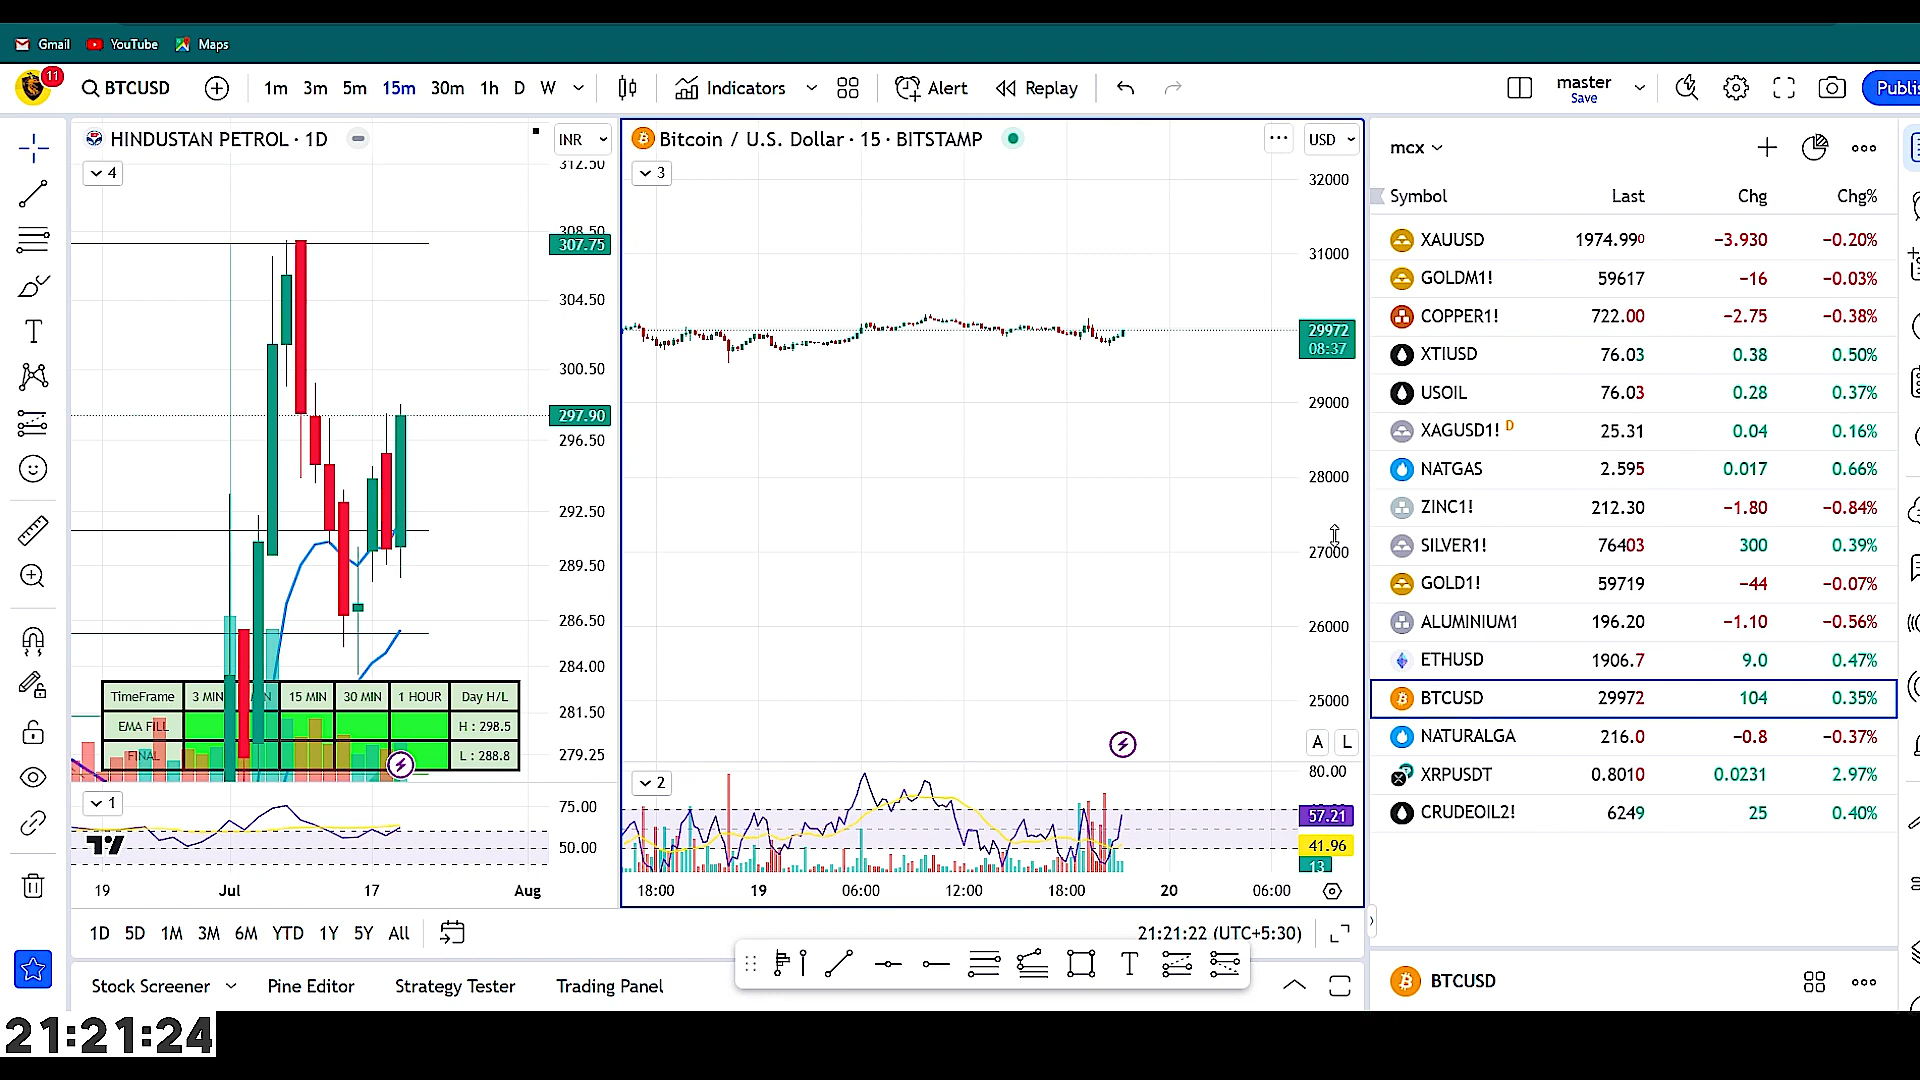 Gmail YouTube Maps
11 BTCUSD 1m 3m 5m 15m 30m 1h D W Indicators Alert Replay master Save
HINDUSTAN PETROL · 1D INR
4
312.50
308.50
307.75
304.50
300.50
297.90
296.50
292.50
289.50
286.50
284.00
281.50
279.25
TimeFrame 3 MIN 15 MIN 30 MIN 1 HOUR Day H/L
EMA FILL H : 298.5
FINAL L : 288.8
1
75.00
50.00
19 Jul 17 Aug
Bitcoin / U.S. Dollar · 15 · BITSTAMP USD
3
32000
31000
29972
08:37
29000
28000
27000
26000
25000
A L
2
80.00
57.21
41.96
13
18:00 19 06:00 12:00 18:00 20 06:00
1D 5D 1M 3M 6M YTD 1Y 5Y All 21:21:22 (UTC+5:30)
Stock Screener Pine Editor Strategy Tester Trading Panel
mcx
Symbol Last Chg Chg%
XAUUSD 1974.990 −3.930 −0.20%
GOLDM1! 59617 −16 −0.03%
COPPER1! 722.00 −2.75 −0.38%
XTIUSD 76.03 0.38 0.50%
USOIL 76.03 0.28 0.37%
XAGUSD1! D 25.31 0.04 0.16%
NATGAS 2.595 0.017 0.66%
ZINC1! 212.30 −1.80 −0.84%
SILVER1! 76403 300 0.39%
GOLD1! 59719 −44 −0.07%
ALUMINIUM1 196.20 −1.10 −0.56%
ETHUSD 1906.7 9.0 0.47%
BTCUSD 29972 104 0.35%
NATURALGA 216.0 −0.8 −0.37%
XRPUSDT 0.8010 0.0231 2.97%
CRUDEOIL2! 6249 25 0.40%
BTCUSD
21:21:24